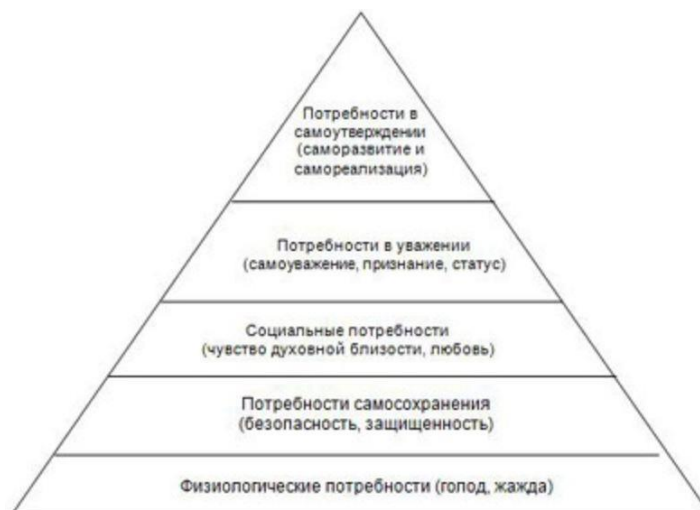 Потребности в
самоутверждении
(саморазвитие и
самореализация)
Потребности в уважении
(самоуважение, признание, статус)
Социальные потребности
(чувство духовной близости, любовь)
Потребности самосохранения
(безопасность, защищенность)
Физиологические потребности (голод, жажда)